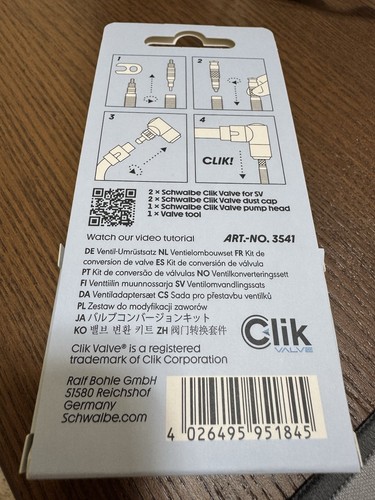 1
2
3
4
CLIK!
2 × Schwalbe Clik Valve for SV
2 × Schwalbe Clik Valve dust cap
1 × Schwalbe Clik Valve pump head
1 × Valve tool
Watch our video tutorial
ART.-NO. 3541
DE Ventil-Umrüstsatz NL Ventielombouwset FR Kit de
conversion de valve ES Kit de conversión de válvula
PT Kit de conversão de válvulas NO Ventilkonverteringssett
FI Venttiilin muunnossarja SV Ventilomvandlingssats
DA Ventiladaptersæt CS Sada pro přestavbu ventilků
PL Zestaw do modyfikacji zaworów
JA バルブコンバージョンキット
KO 밸브 변환 키트 ZH 阀门转换套件
Clik VALVE
Clik Valve® is a registered
trademark of Clik Corporation
Ralf Bohle GmbH
51580 Reichshof
Germany
Schwalbe.com
4 026495 951845